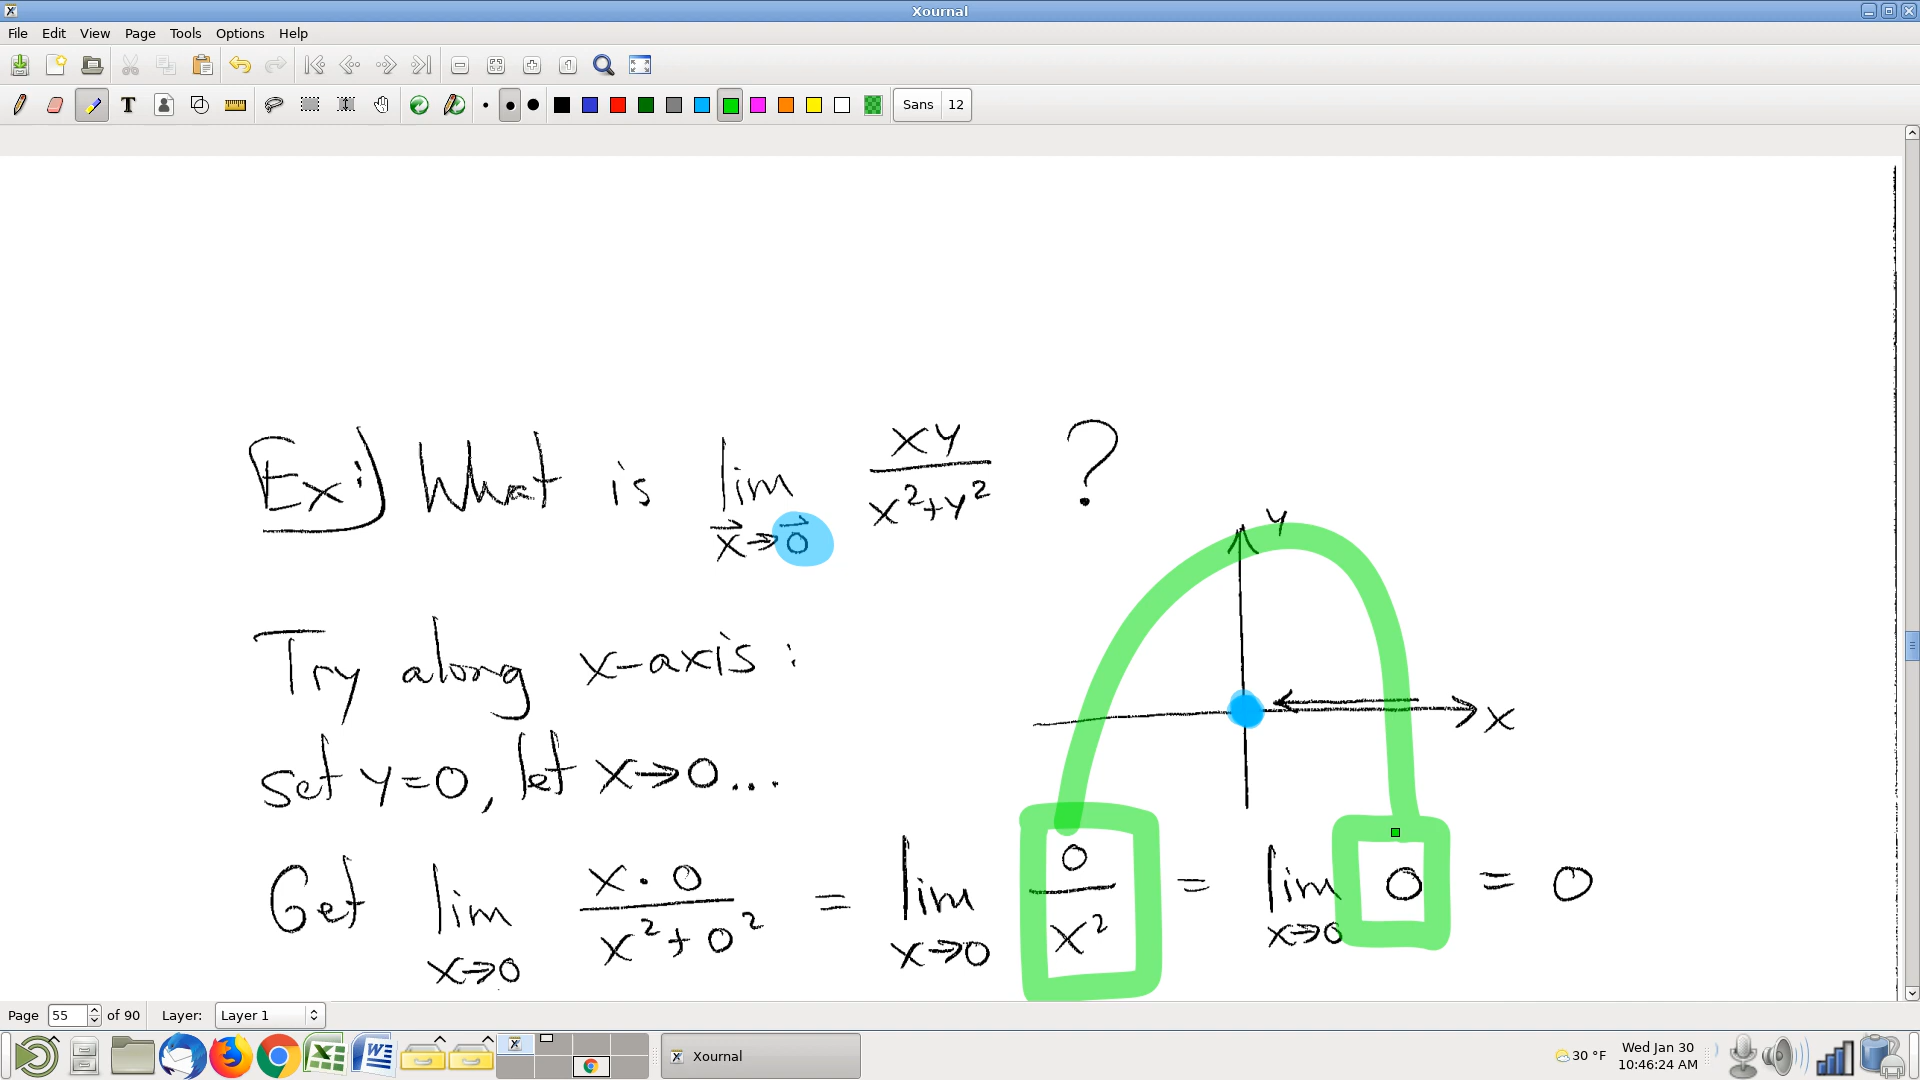 Xournal
File Edit View Page Tools Options Help
Sans 12
Ex:) What is lim x⃗→0⃗ xy/(x²+y²) ?
y
Try along x-axis:
x
set y=0, let x→0...
Get lim x→0 (x·0)/(x²+0²) = lim x→0 0/x² = lim x→0 0 = 0
Page 55 of 90 Layer: Layer 1
Xournal
30 °F
Wed Jan 30
10:46:24 AM